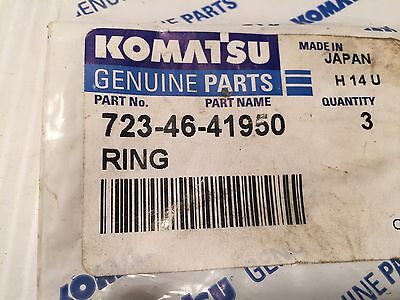 KOMATSU
GENUINE PARTS
MADE IN
JAPAN
H 14 U
PART No. PART NAME QUANTITY
723-46-41950 3
RING